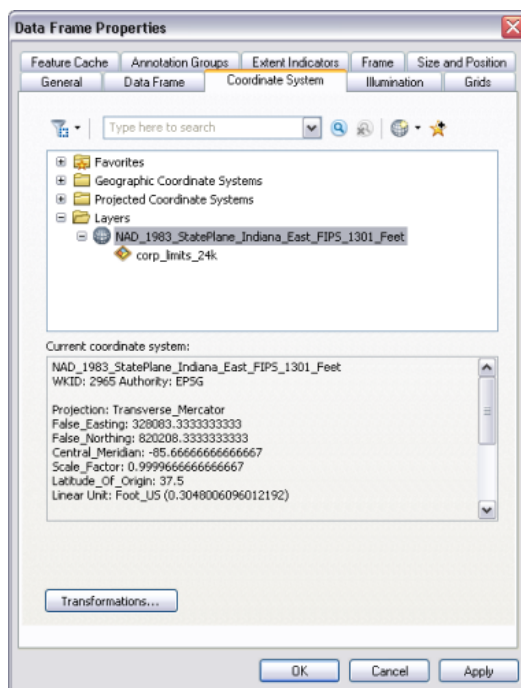 Data Frame Properties
Feature Cache Annotation Groups Extent Indicators Frame Size and Position
General Data Frame Coordinate System Illumination Grids
Type here to search
Favorites
Geographic Coordinate Systems
Projected Coordinate Systems
Layers
NAD_1983_StatePlane_Indiana_East_FIPS_1301_Feet
corp_limits_24k
Current coordinate system:
NAD_1983_StatePlane_Indiana_East_FIPS_1301_Feet
WKID: 2965 Authority: EPSG
Projection: Transverse_Mercator
False_Easting: 328083.3333333333
False_Northing: 820208.3333333333
Central_Meridian: -85.66666666666667
Scale_Factor: 0.9999666666666667
Latitude_Of_Origin: 37.5
Linear Unit: Foot_US (0.3048006096012192)
Transformations...
OK Cancel Apply